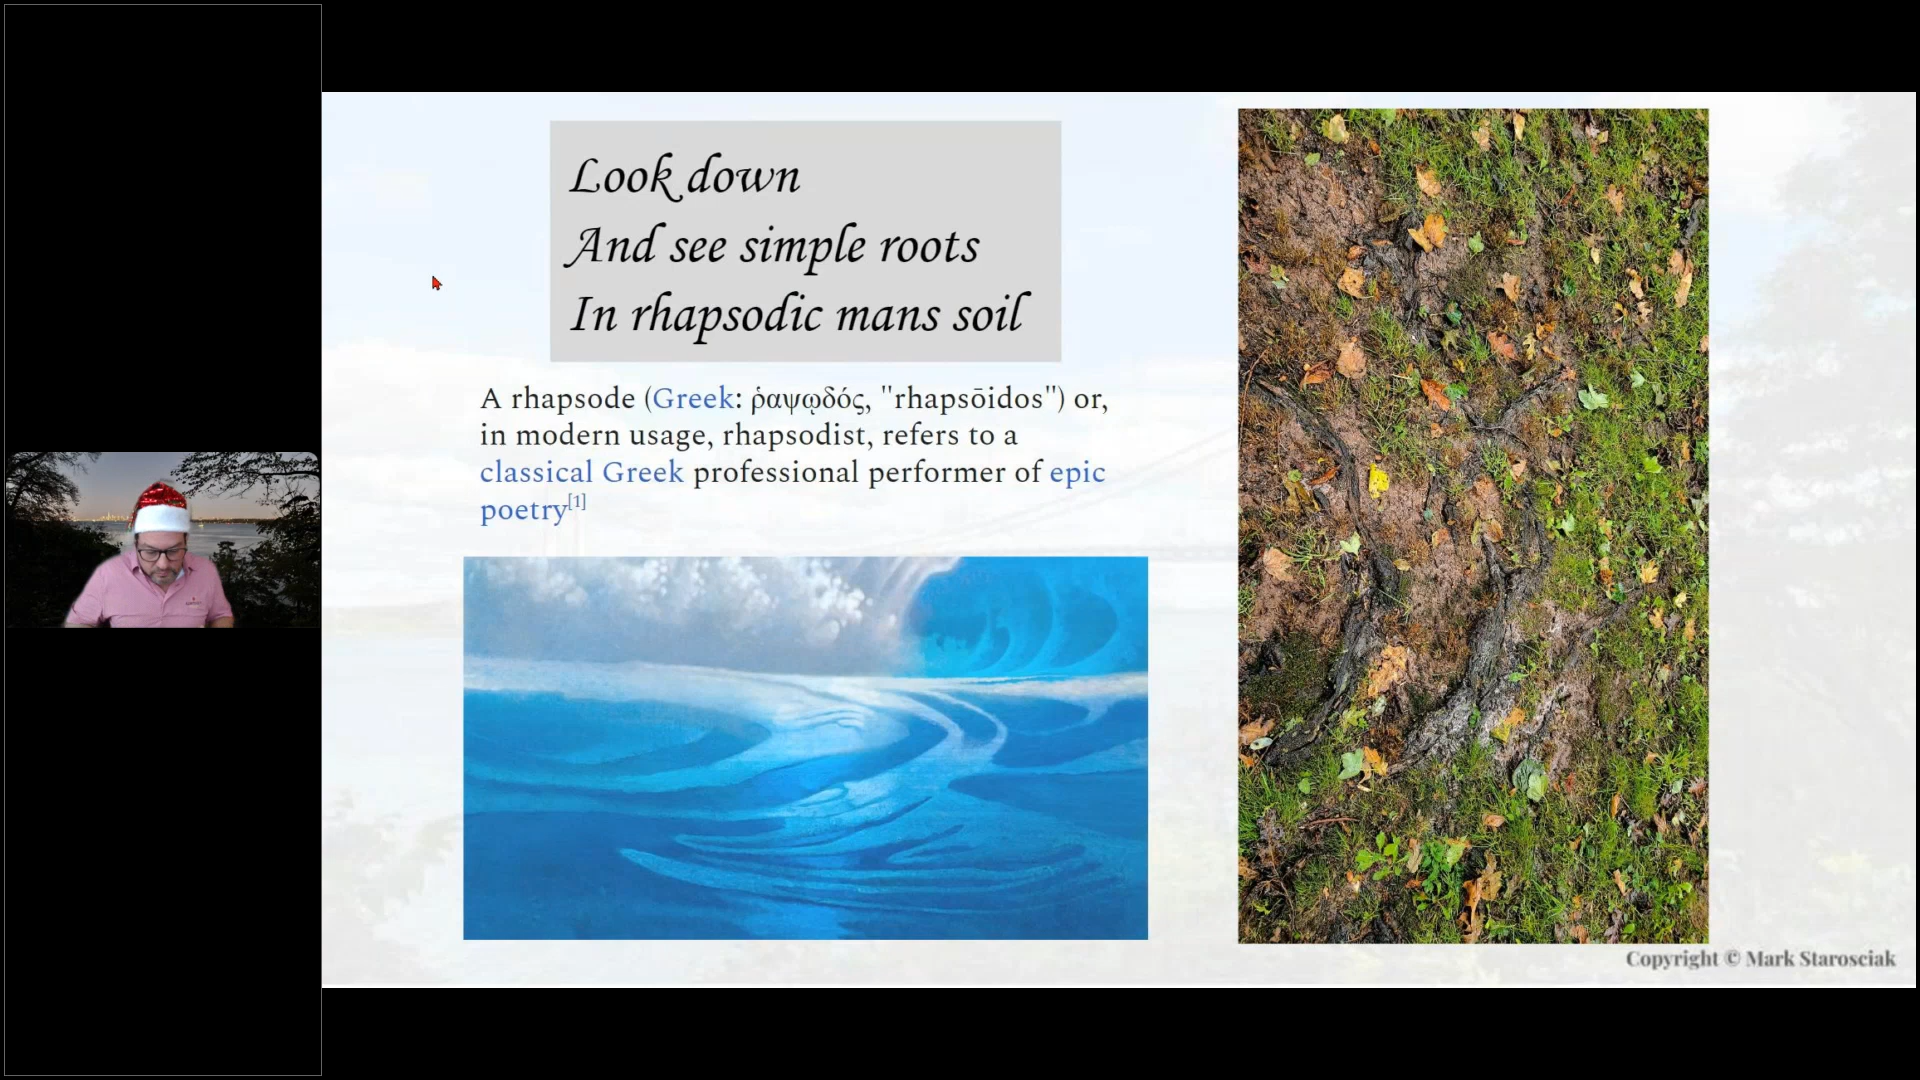 Look down
And see simple roots
In rhapsodic mans soil
A rhapsode (Greek: ῥαψῳδός, "rhapsōidos") or,
in modern usage, rhapsodist, refers to a
classical Greek professional performer of epic
poetry[1]
Copyright © Mark Starosciak